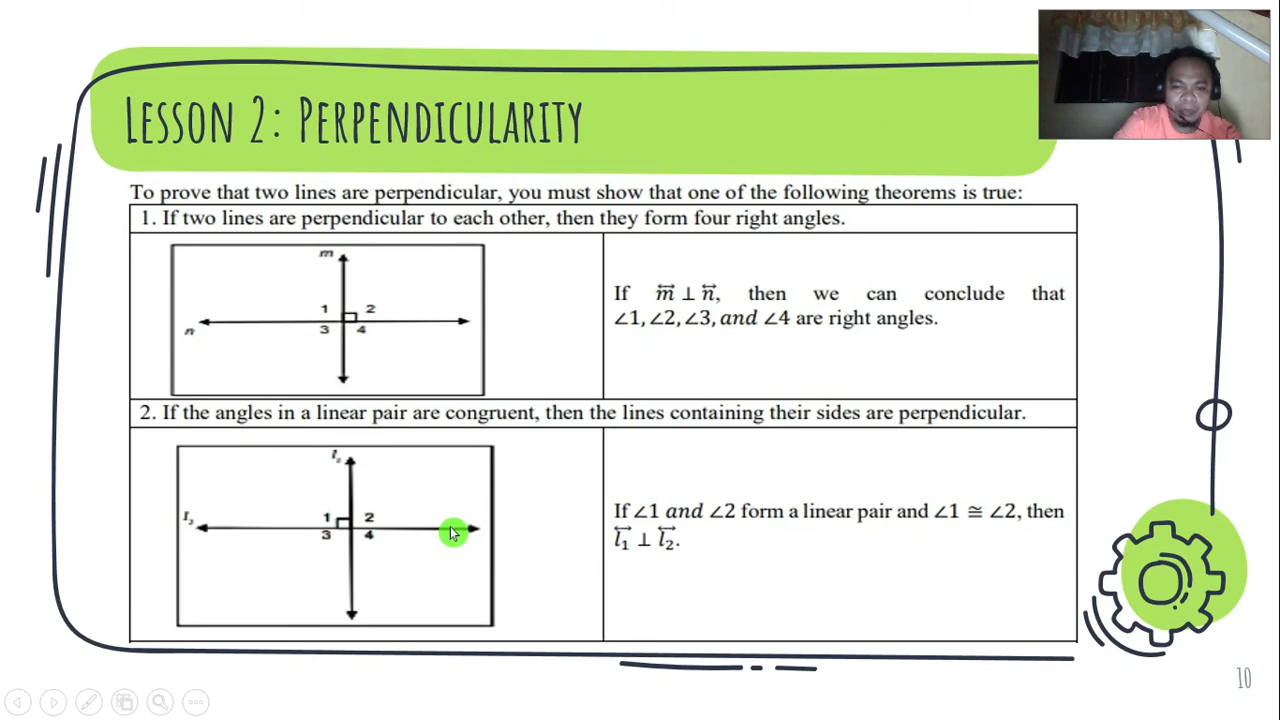 LESSON 2: PERPENDICULARITY
To prove that two lines are perpendicular, you must show that one of the following theorems is true:
1. If two lines are perpendicular to each other, then they form four right angles.
m
1 2
n
3 4
If m⃡ ⊥ n⃡, then we can conclude that
∠1, ∠2, ∠3, and ∠4 are right angles.
2. If the angles in a linear pair are congruent, then the lines containing their sides are perpendicular.
1 2
3 4
If ∠1 and ∠2 form a linear pair and ∠1 ≅ ∠2, then
l₁⃡ ⊥ l₂⃡.
10